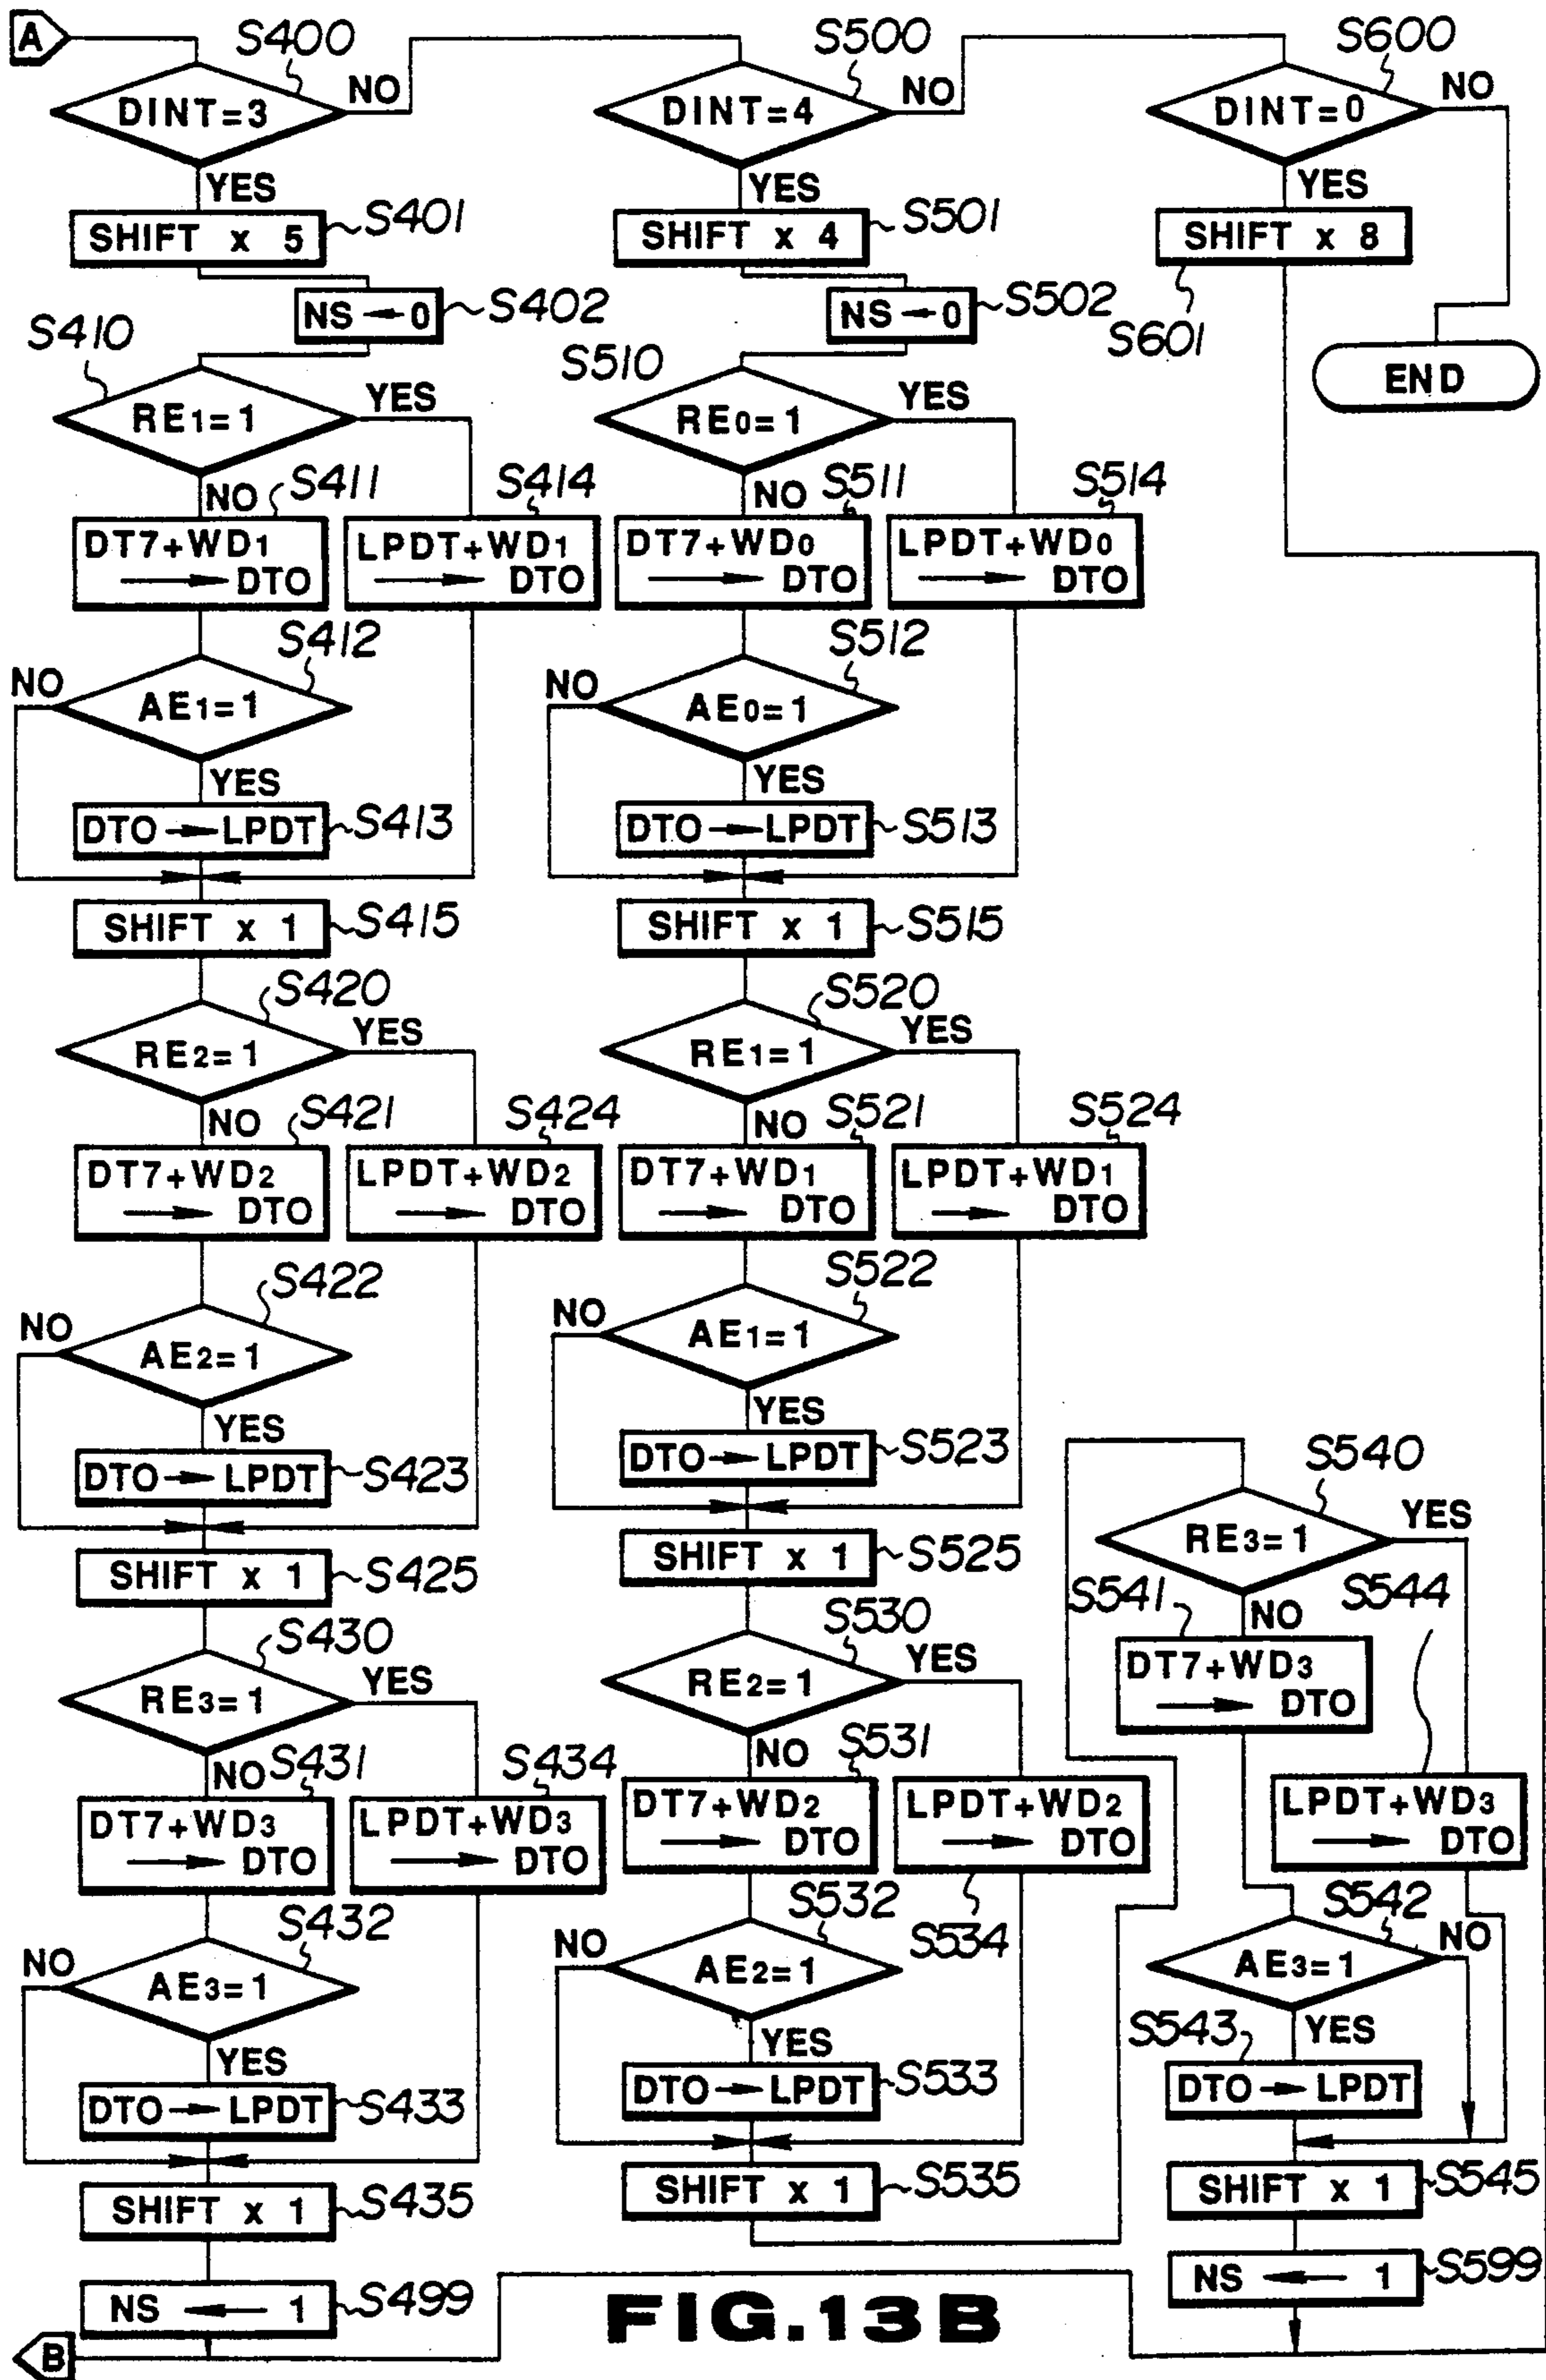 A
S400
DINT=3
NO
YES
SHIFT x 5
S401
NS ← 0
S402
S410
RE1=1
YES
NO
S411
DT7+WD1
→ DTO
S414
LPDT+WD1
→ DTO
S412
NO
AE1=1
YES
DTO → LPDT
S413
SHIFT x 1
S415
S420
RE2=1
YES
NO
S421
DT7+WD2
→ DTO
S424
LPDT+WD2
→ DTO
S422
NO
AE2=1
YES
DTO → LPDT
S423
SHIFT x 1
S425
S430
RE3=1
YES
NO
S431
DT7+WD3
→ DTO
S434
LPDT+WD3
→ DTO
S432
NO
AE3=1
YES
DTO → LPDT
S433
SHIFT x 1
S435
NS ← 1
S499
B
S500
DINT=4
NO
YES
SHIFT x 4
S501
NS ← 0
S502
S510
RE0=1
YES
NO
S511
DT7+WD0
→ DTO
S514
LPDT+WD0
→ DTO
S512
NO
AE0=1
YES
DTO → LPDT
S513
SHIFT x 1
S515
S520
RE1=1
YES
NO
S521
DT7+WD1
→ DTO
S524
LPDT+WD1
→ DTO
S522
NO
AE1=1
YES
DTO → LPDT
S523
SHIFT x 1
S525
S530
RE2=1
YES
NO
S531
DT7+WD2
→ DTO
LPDT+WD2
→ DTO
S534
S532
NO
AE2=1
YES
DTO → LPDT
S533
SHIFT x 1
S535
S600
DINT=0
NO
YES
SHIFT x 8
S601
END
S540
RE3=1
YES
S541
NO
S544
DT7+WD3
→ DTO
LPDT+WD3
→ DTO
S542
NO
AE3=1
S543
YES
DTO → LPDT
SHIFT x 1
S545
NS ← 1
S599
FIG.13B